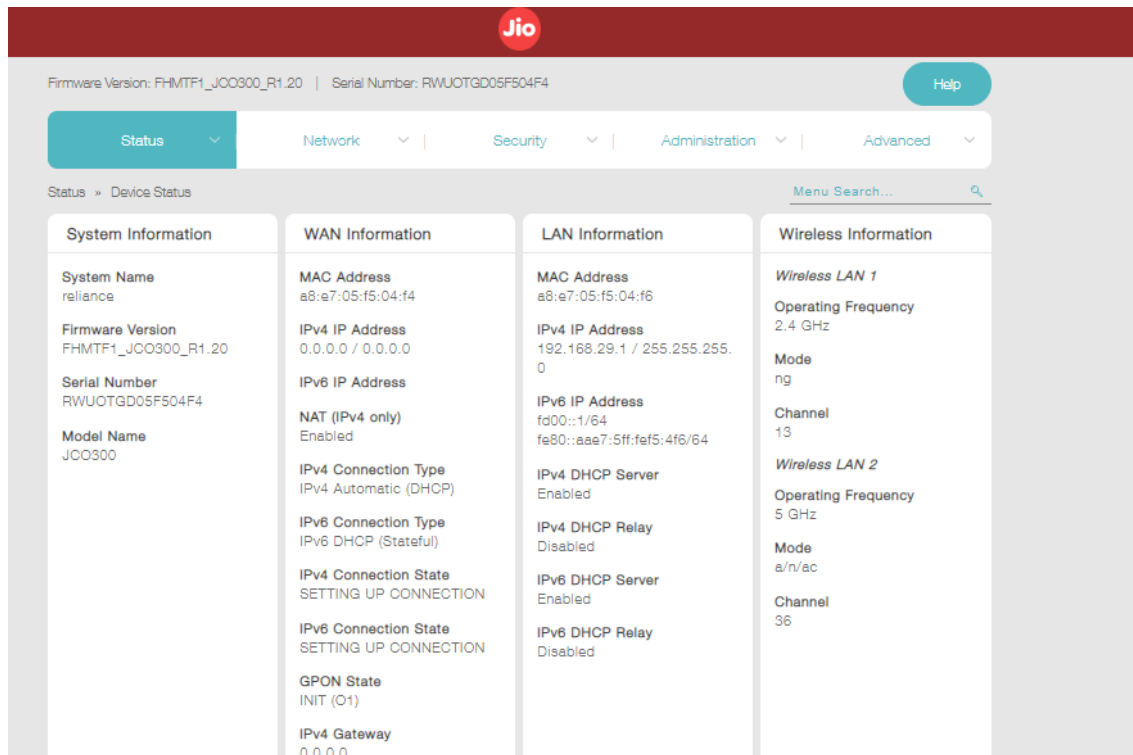 Jio
Firmware Version: FHMTF1_JCO300_R1.20 | Serial Number: RWUOTGD05F504F4
Help
Status
Network
Security
Administration
Advanced
Status » Device Status
Menu Search...
System Information
System Name
reliance
Firmware Version
FHMTF1_JCO300_R1.20
Serial Number
RWUOTGD05F504F4
Model Name
JCO300
WAN Information
MAC Address
a8:e7:05:f5:04:f4
IPv4 IP Address
0.0.0.0 / 0.0.0.0
IPv6 IP Address
NAT (IPv4 only)
Enabled
IPv4 Connection Type
IPv4 Automatic (DHCP)
IPv6 Connection Type
IPv6 DHCP (Stateful)
IPv4 Connection State
SETTING UP CONNECTION
IPv6 Connection State
SETTING UP CONNECTION
GPON State
INIT (O1)
IPv4 Gateway
0.0.0.0
LAN Information
MAC Address
a8:e7:05:f5:04:f6
IPv4 IP Address
192.168.29.1 / 255.255.255.
0
IPv6 IP Address
fd00::1/64
fe80::aae7:5ff:fef5:4f6/64
IPv4 DHCP Server
Enabled
IPv4 DHCP Relay
Disabled
IPv6 DHCP Server
Enabled
IPv6 DHCP Relay
Disabled
Wireless Information
Wireless LAN 1
Operating Frequency
2.4 GHz
Mode
ng
Channel
13
Wireless LAN 2
Operating Frequency
5 GHz
Mode
a/n/ac
Channel
36